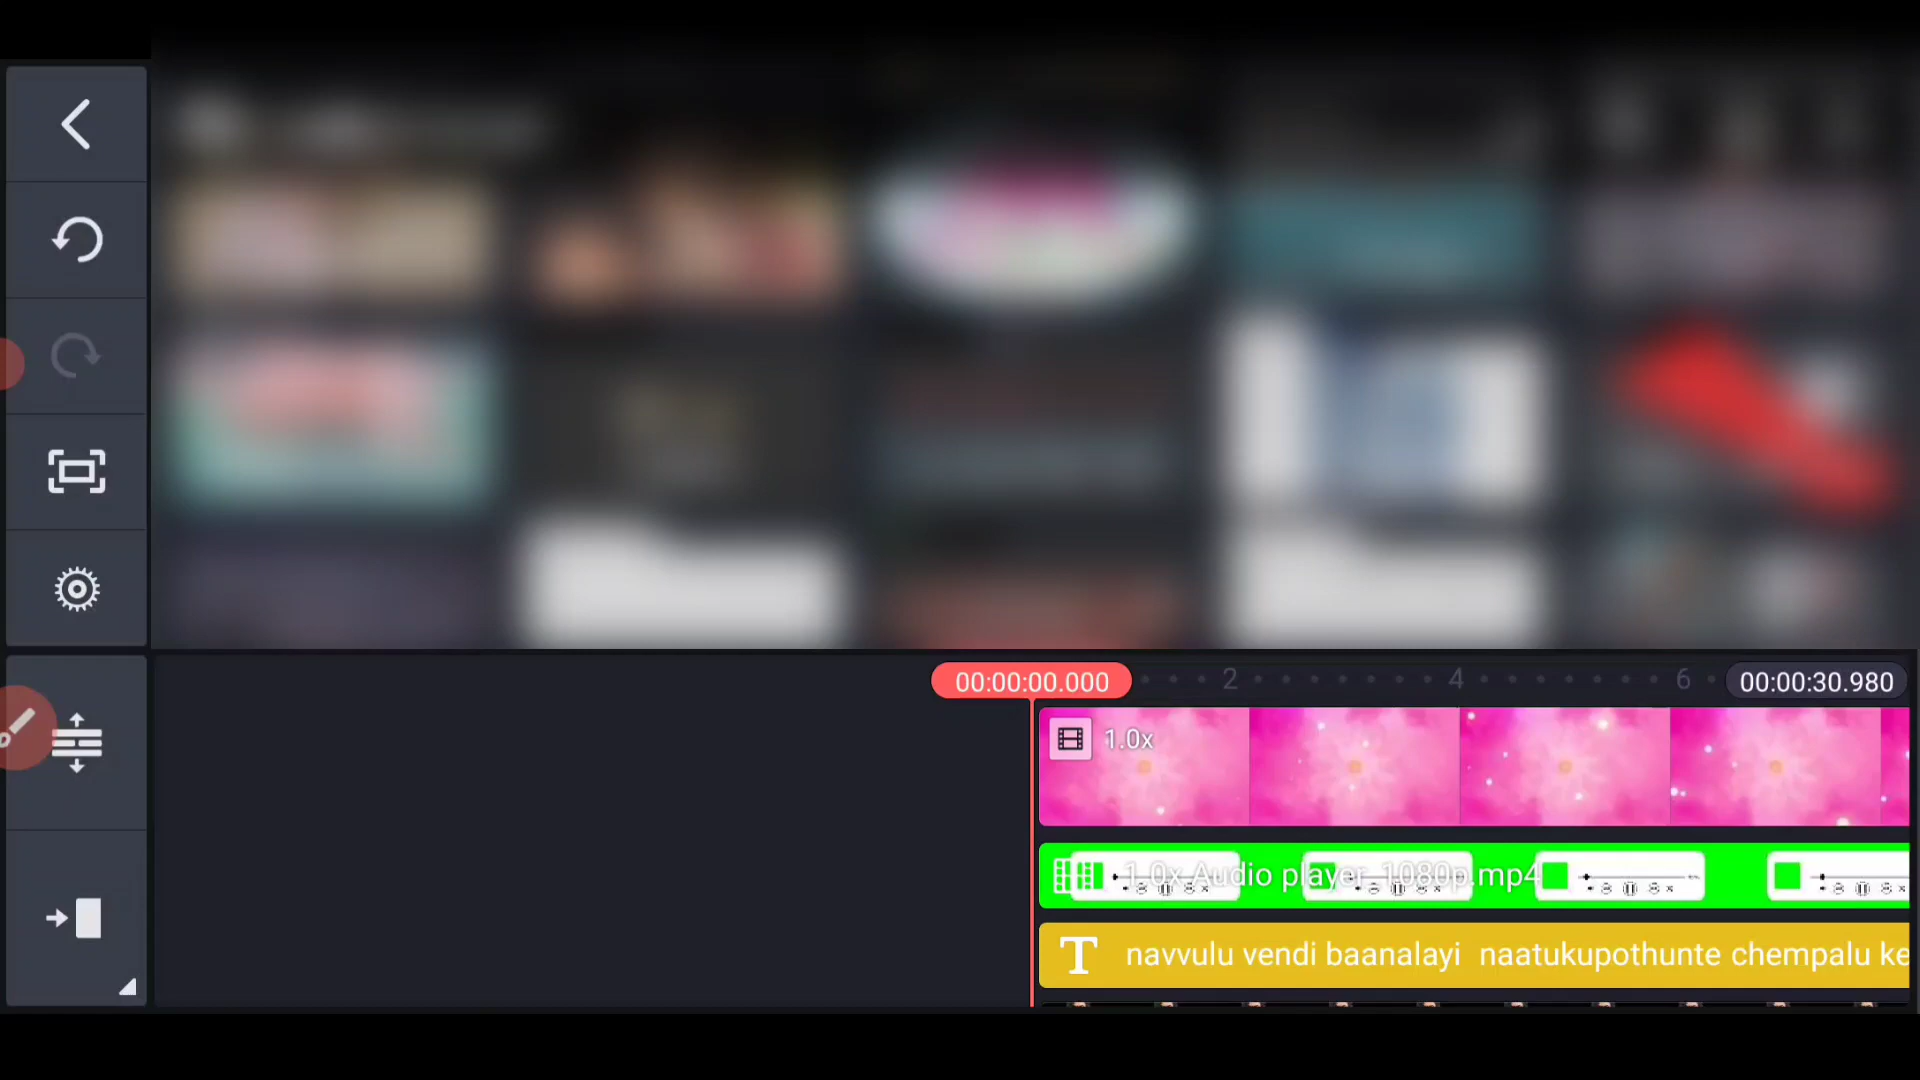 00:00:00.000
2
4
6
00:00:30.980
1.0x
1.0x Audio player 1080p.mp4
T navvulu vendi baanalayi naatukupothunte chempalu ke